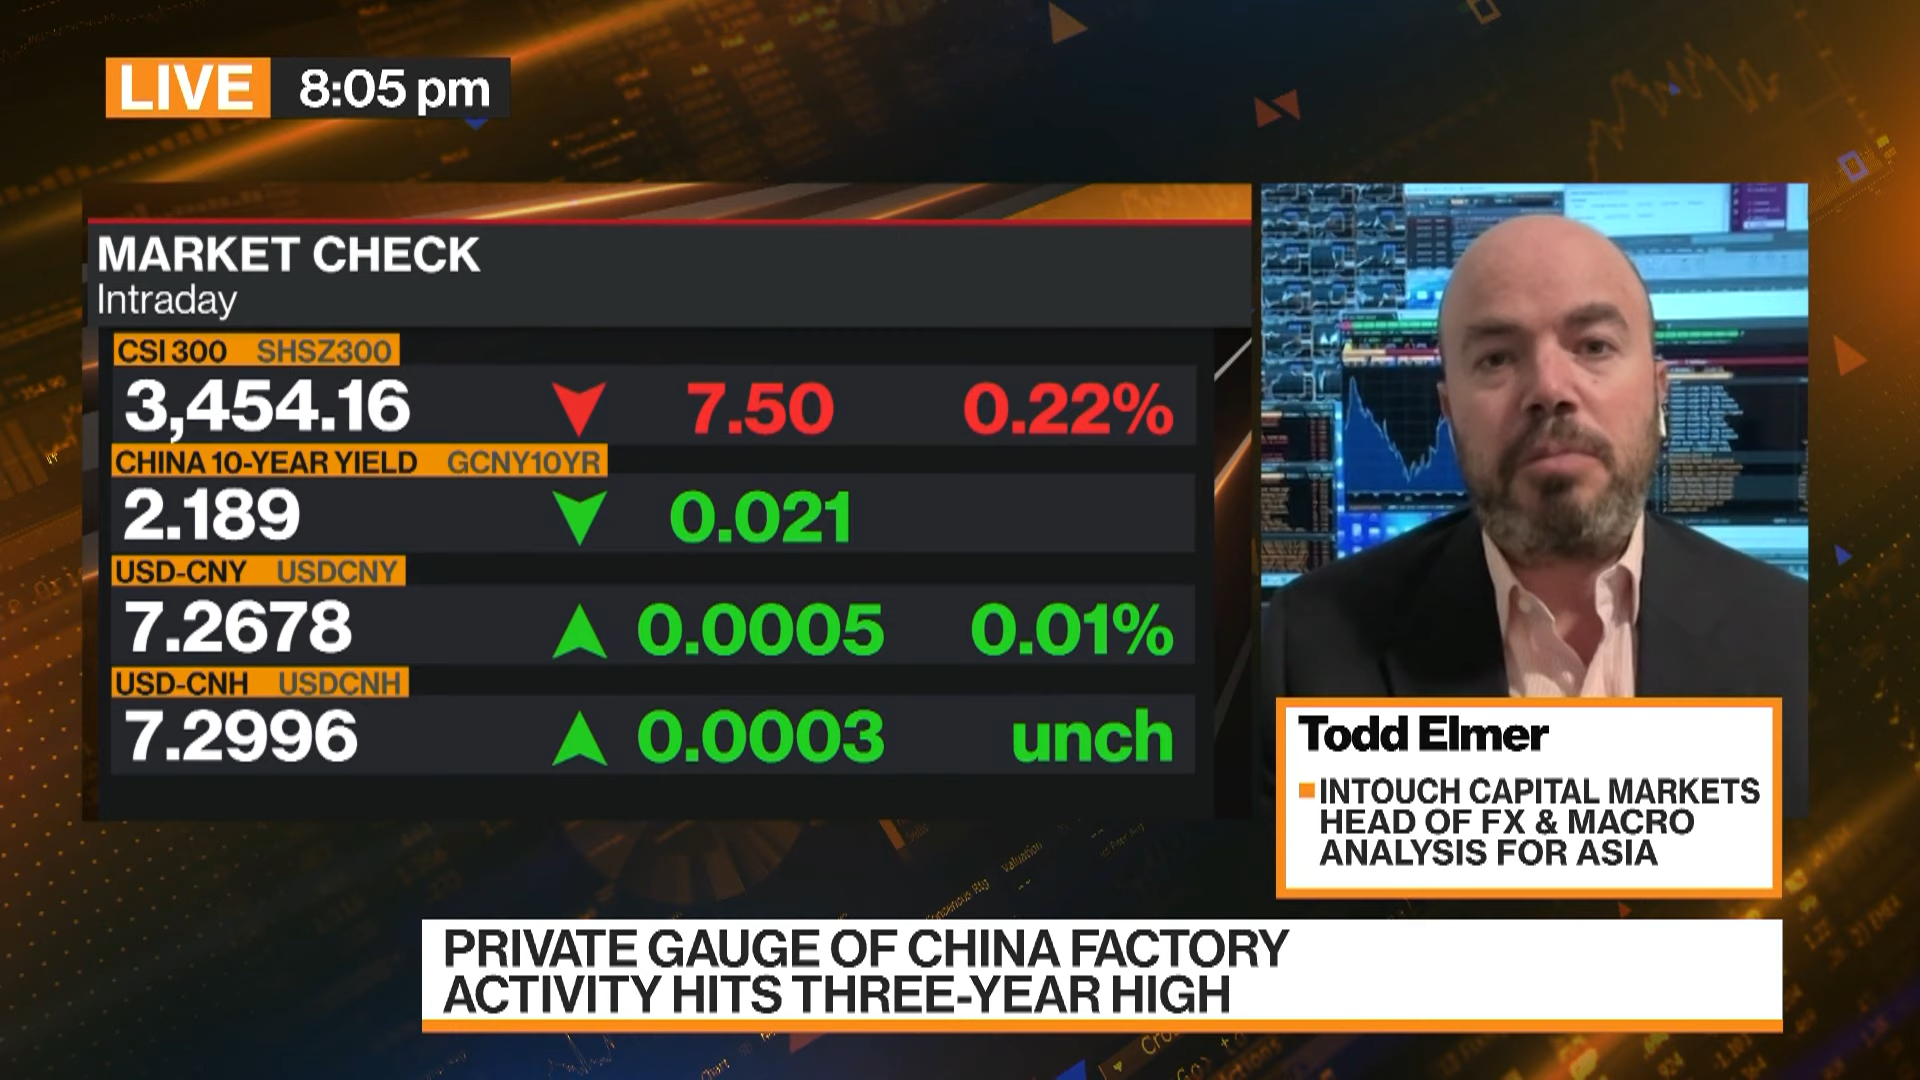 LIVE 8:05 pm
MARKET CHECK
Intraday
CSI 300 SHSZ300
3,454.16 7.50 0.22%
CHINA 10-YEAR YIELD GCNY10YR
2.189 0.021
USD-CNY USDCNY
7.2678 0.0005 0.01%
USD-CNH USDCNH
7.2996 0.0003 unch
Todd Elmer
INTOUCH CAPITAL MARKETS
HEAD OF FX & MACRO
ANALYSIS FOR ASIA
PRIVATE GAUGE OF CHINA FACTORY
ACTIVITY HITS THREE-YEAR HIGH